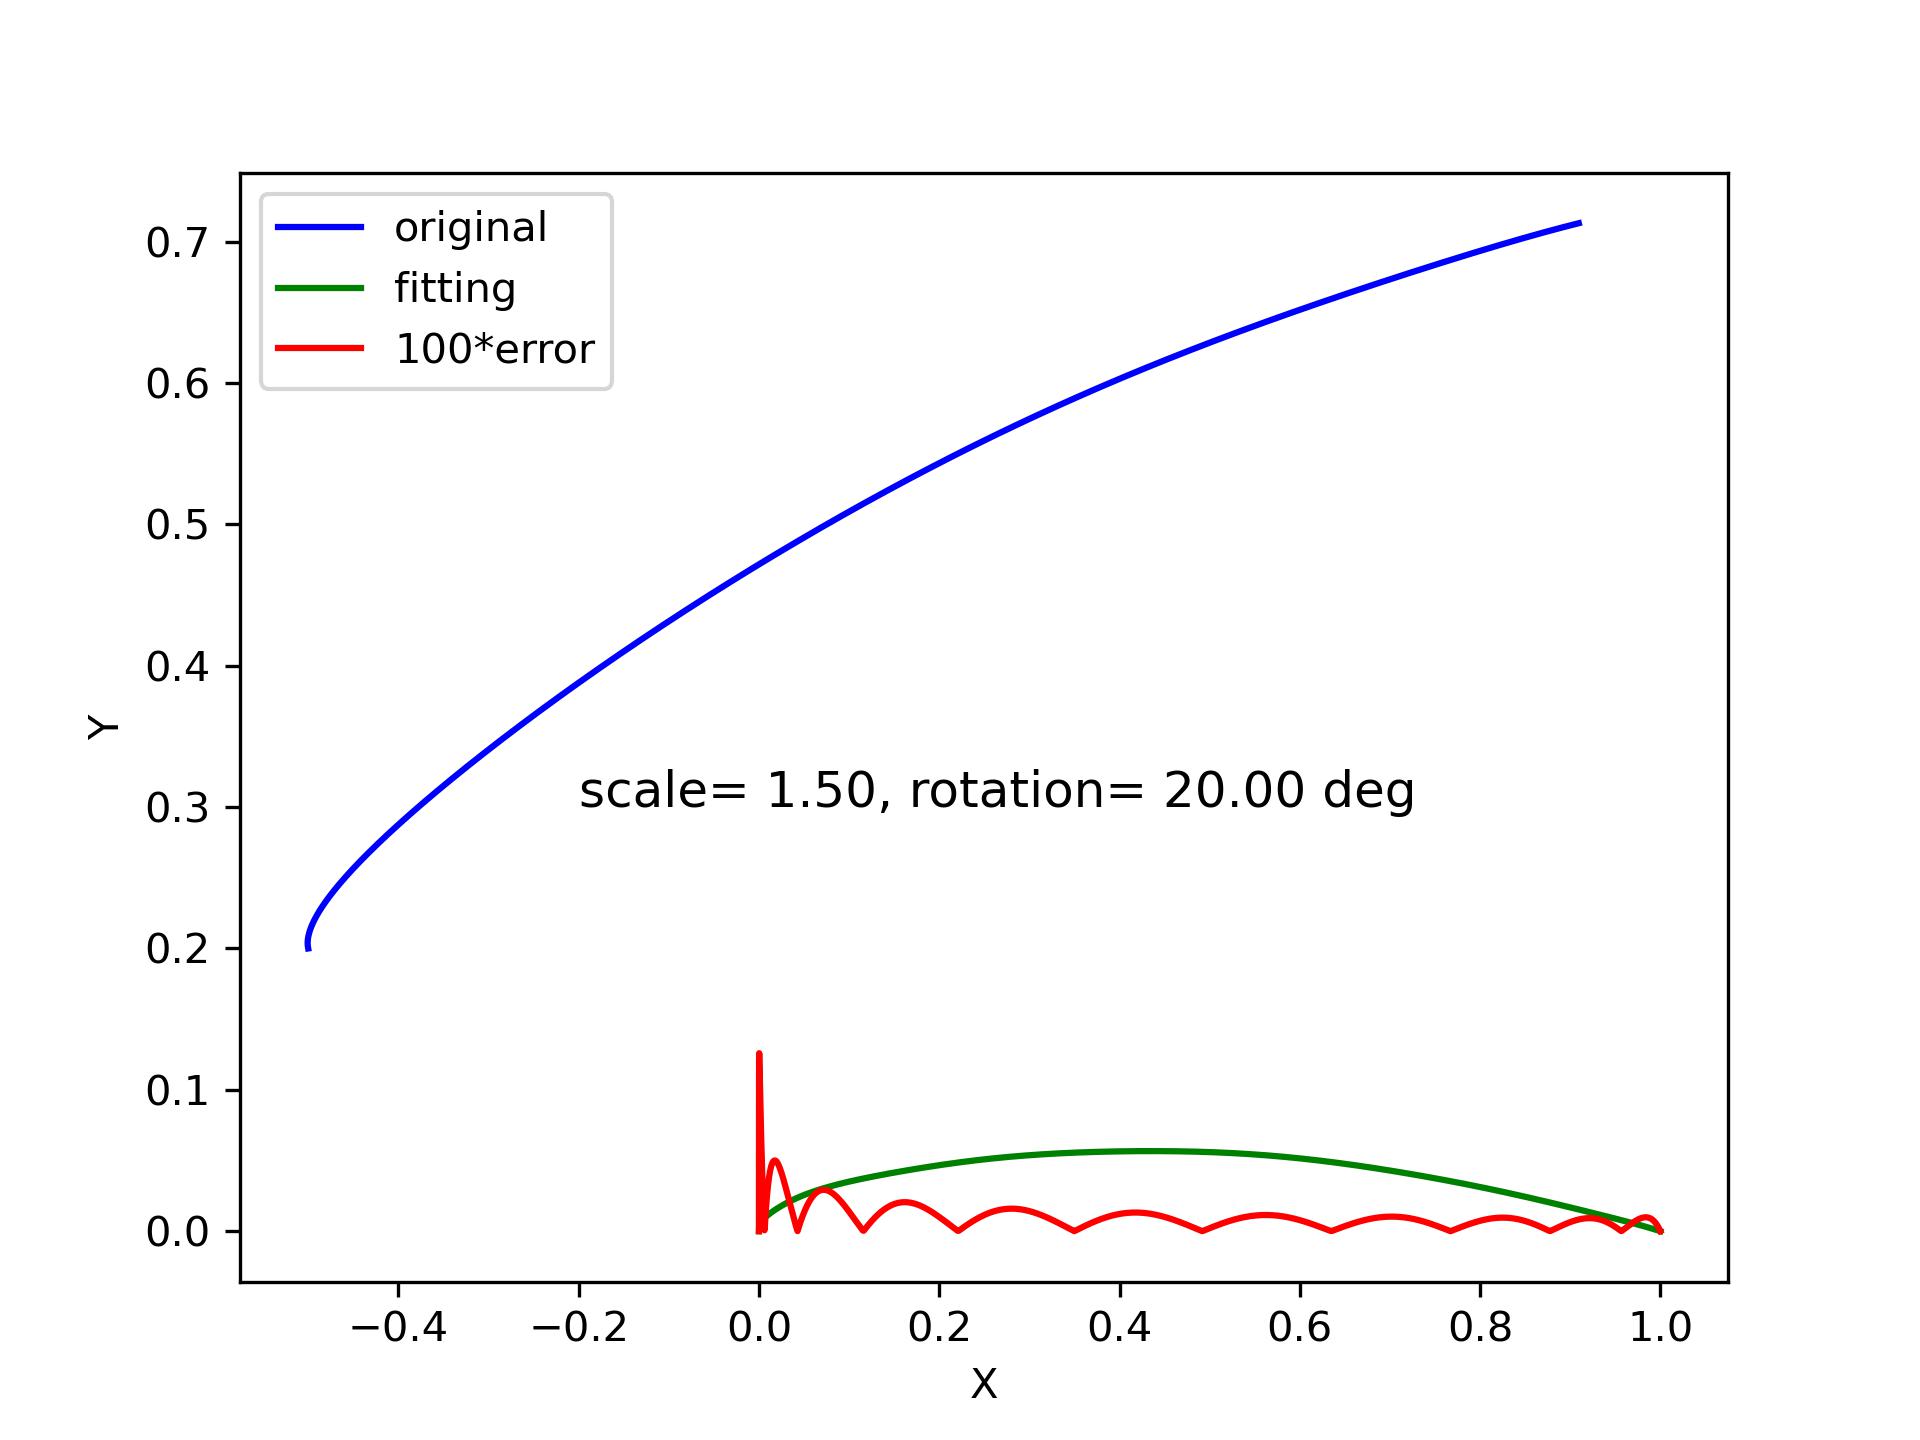 original
fitting
100*error
0.7
0.6
0.5
0.4
0.3
0.2
0.1
0.0
Y
scale= 1.50, rotation= 20.00 deg
−0.4 −0.2 0.0 0.2 0.4 0.6 0.8 1.0
X